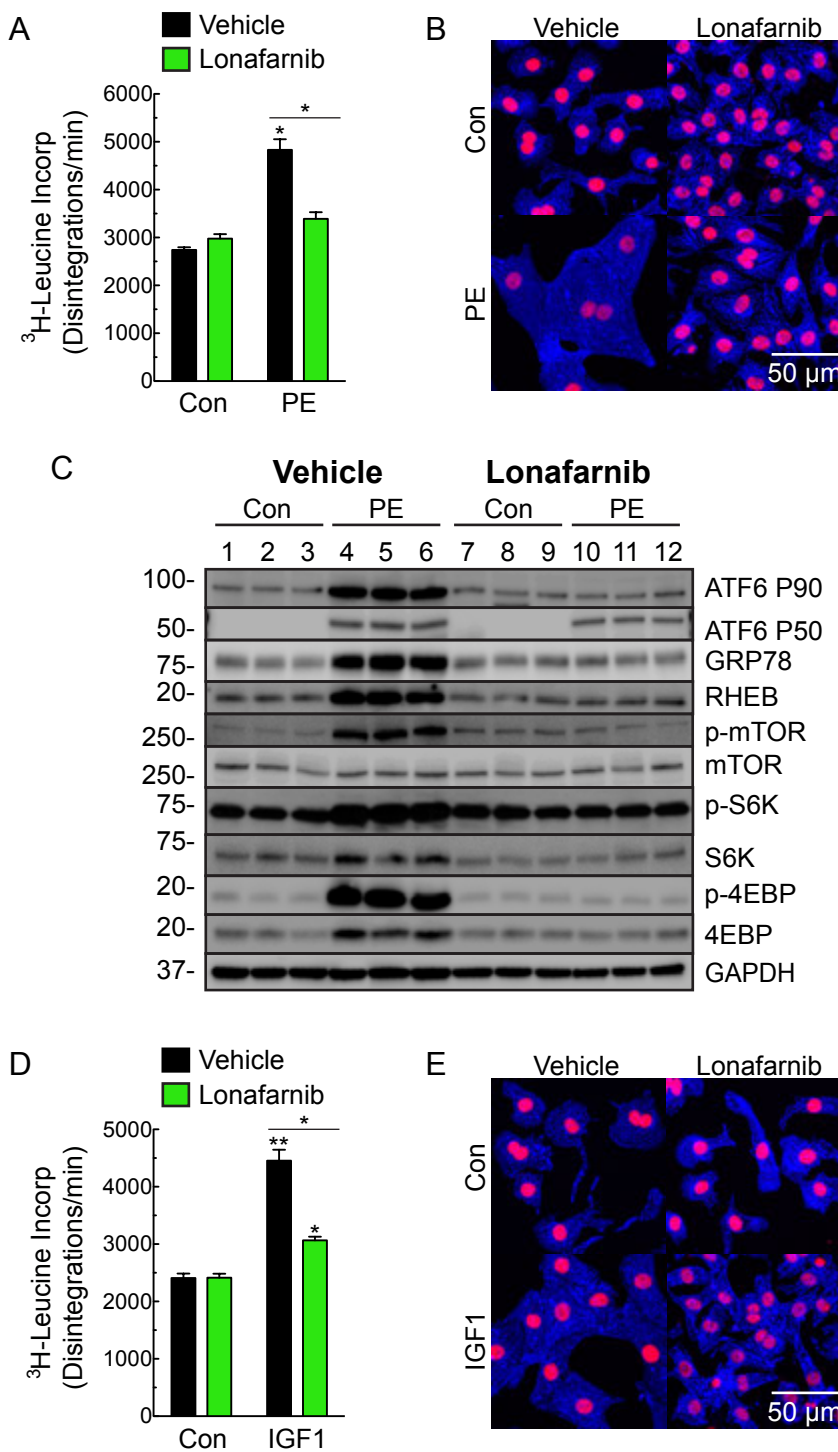 A
Vehicle
Lonafarnib
³H-Leucine Incorp
(Disintegrations/min)
6000
5000
4000
3000
2000
1000
0
*
*
Con
PE
B
Vehicle
Lonafarnib
Con
PE
50 µm
C
Vehicle
Lonafarnib
Con
PE
Con
PE
1 2 3 4 5 6 7 8 9 10 11 12
100- ATF6 P90
50- ATF6 P50
75- GRP78
20- RHEB
250- p-mTOR
250- mTOR
75- p-S6K
75- S6K
20- p-4EBP
20- 4EBP
37- GAPDH
D
Vehicle
Lonafarnib
³H-Leucine Incorp
(Disintegrations/min)
5000
4000
3000
2000
1000
0
*
**
*
Con
IGF1
E
Vehicle
Lonafarnib
Con
IGF1
50 µm